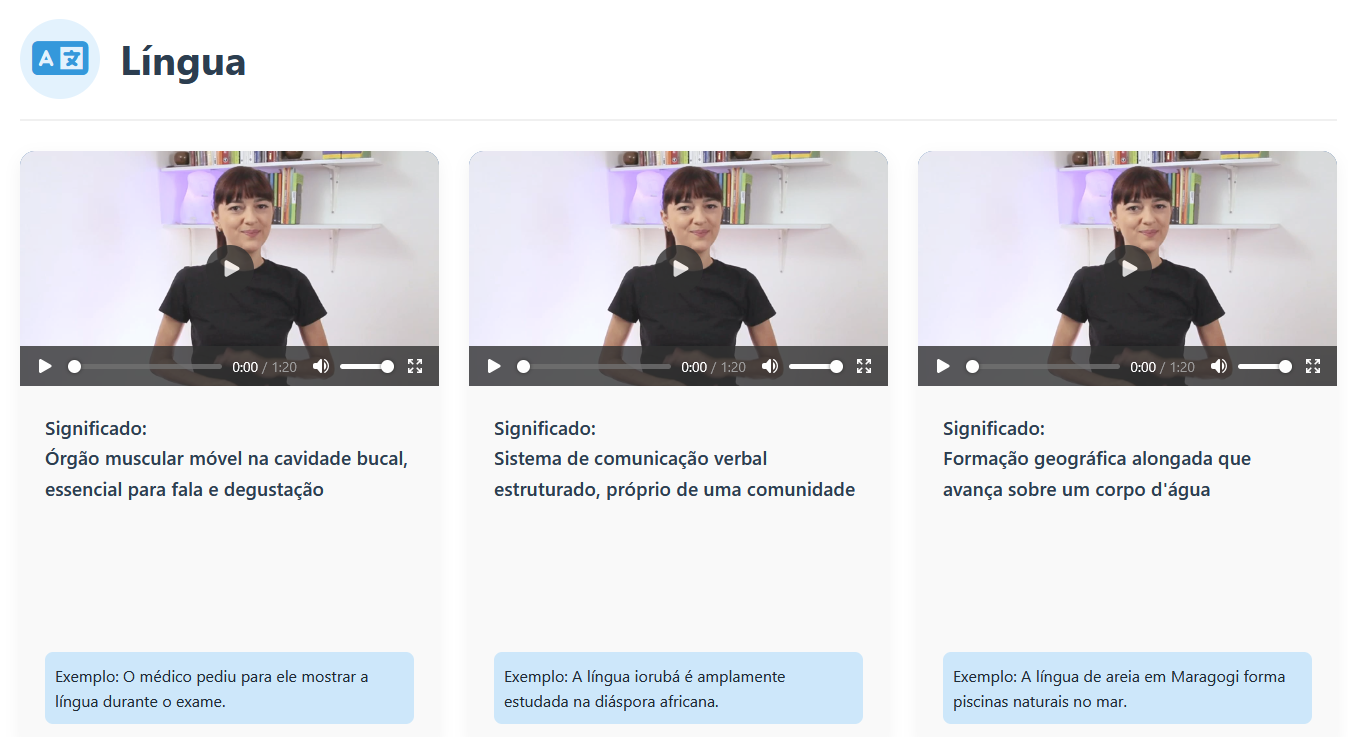 A 文
Língua
0:00 / 1:20
0:00 / 1:20
0:00 / 1:20
Significado:
Órgão muscular móvel na cavidade bucal,
essencial para fala e degustação
Exemplo: O médico pediu para ele mostrar a
língua durante o exame.
Significado:
Sistema de comunicação verbal
estruturado, próprio de uma comunidade
Exemplo: A língua iorubá é amplamente
estudada na diáspora africana.
Significado:
Formação geográfica alongada que
avança sobre um corpo d'água
Exemplo: A língua de areia em Maragogi forma
piscinas naturais no mar.